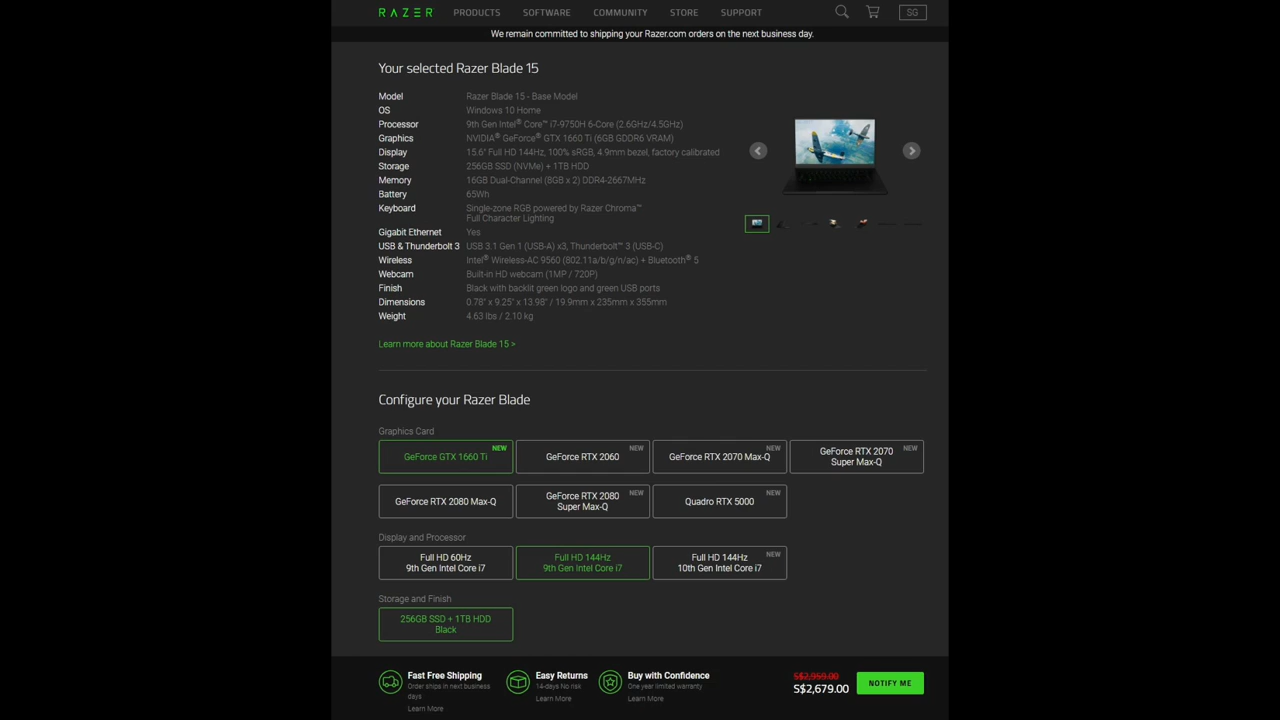 RAZER PRODUCTS SOFTWARE COMMUNITY STORE SUPPORT SG
We remain committed to shipping your Razer.com orders on the next business day.
Your selected Razer Blade 15
Model Razer Blade 15 - Base Model
OS Windows 10 Home
Processor 9th Gen Intel® Core™ i7-9750H 6-Core (2.6GHz/4.5GHz)
Graphics NVIDIA® GeForce® GTX 1660 Ti (6GB GDDR6 VRAM)
Display 15.6" Full HD 144Hz, 100% sRGB, 4.9mm bezel, factory calibrated
Storage 256GB SSD (NVMe) + 1TB HDD
Memory 16GB Dual-Channel (8GB x 2) DDR4-2667MHz
Battery 65Wh
Keyboard Single-zone RGB powered by Razer Chroma™
Full Character Lighting
Gigabit Ethernet Yes
USB & Thunderbolt 3 USB 3.1 Gen 1 (USB-A) x3, Thunderbolt™ 3 (USB-C)
Wireless Intel® Wireless-AC 9560 (802.11a/b/g/n/ac) + Bluetooth® 5
Webcam Built-in HD webcam (1MP / 720P)
Finish Black with backlit green logo and green USB ports
Dimensions 0.78" x 9.25" x 13.98" / 19.9mm x 235mm x 355mm
Weight 4.63 lbs / 2.10 kg
Learn more about Razer Blade 15 >
Configure your Razer Blade
Graphics Card
GeForce GTX 1660 Ti NEW
GeForce RTX 2060 NEW
GeForce RTX 2070 Max-Q NEW
GeForce RTX 2070 NEW
Super Max-Q
GeForce RTX 2080 Max-Q
GeForce RTX 2080 NEW
Super Max-Q
Quadro RTX 5000 NEW
Display and Processor
Full HD 60Hz
9th Gen Intel Core i7
Full HD 144Hz
9th Gen Intel Core i7
Full HD 144Hz NEW
10th Gen Intel Core i7
Storage and Finish
256GB SSD + 1TB HDD
Black
Fast Free Shipping
Order ships in next business
days
Learn More
Easy Returns
14-days No risk
Learn More
Buy with Confidence
One year limited warranty
Learn More
S$2,959.00
S$2,679.00
NOTIFY ME